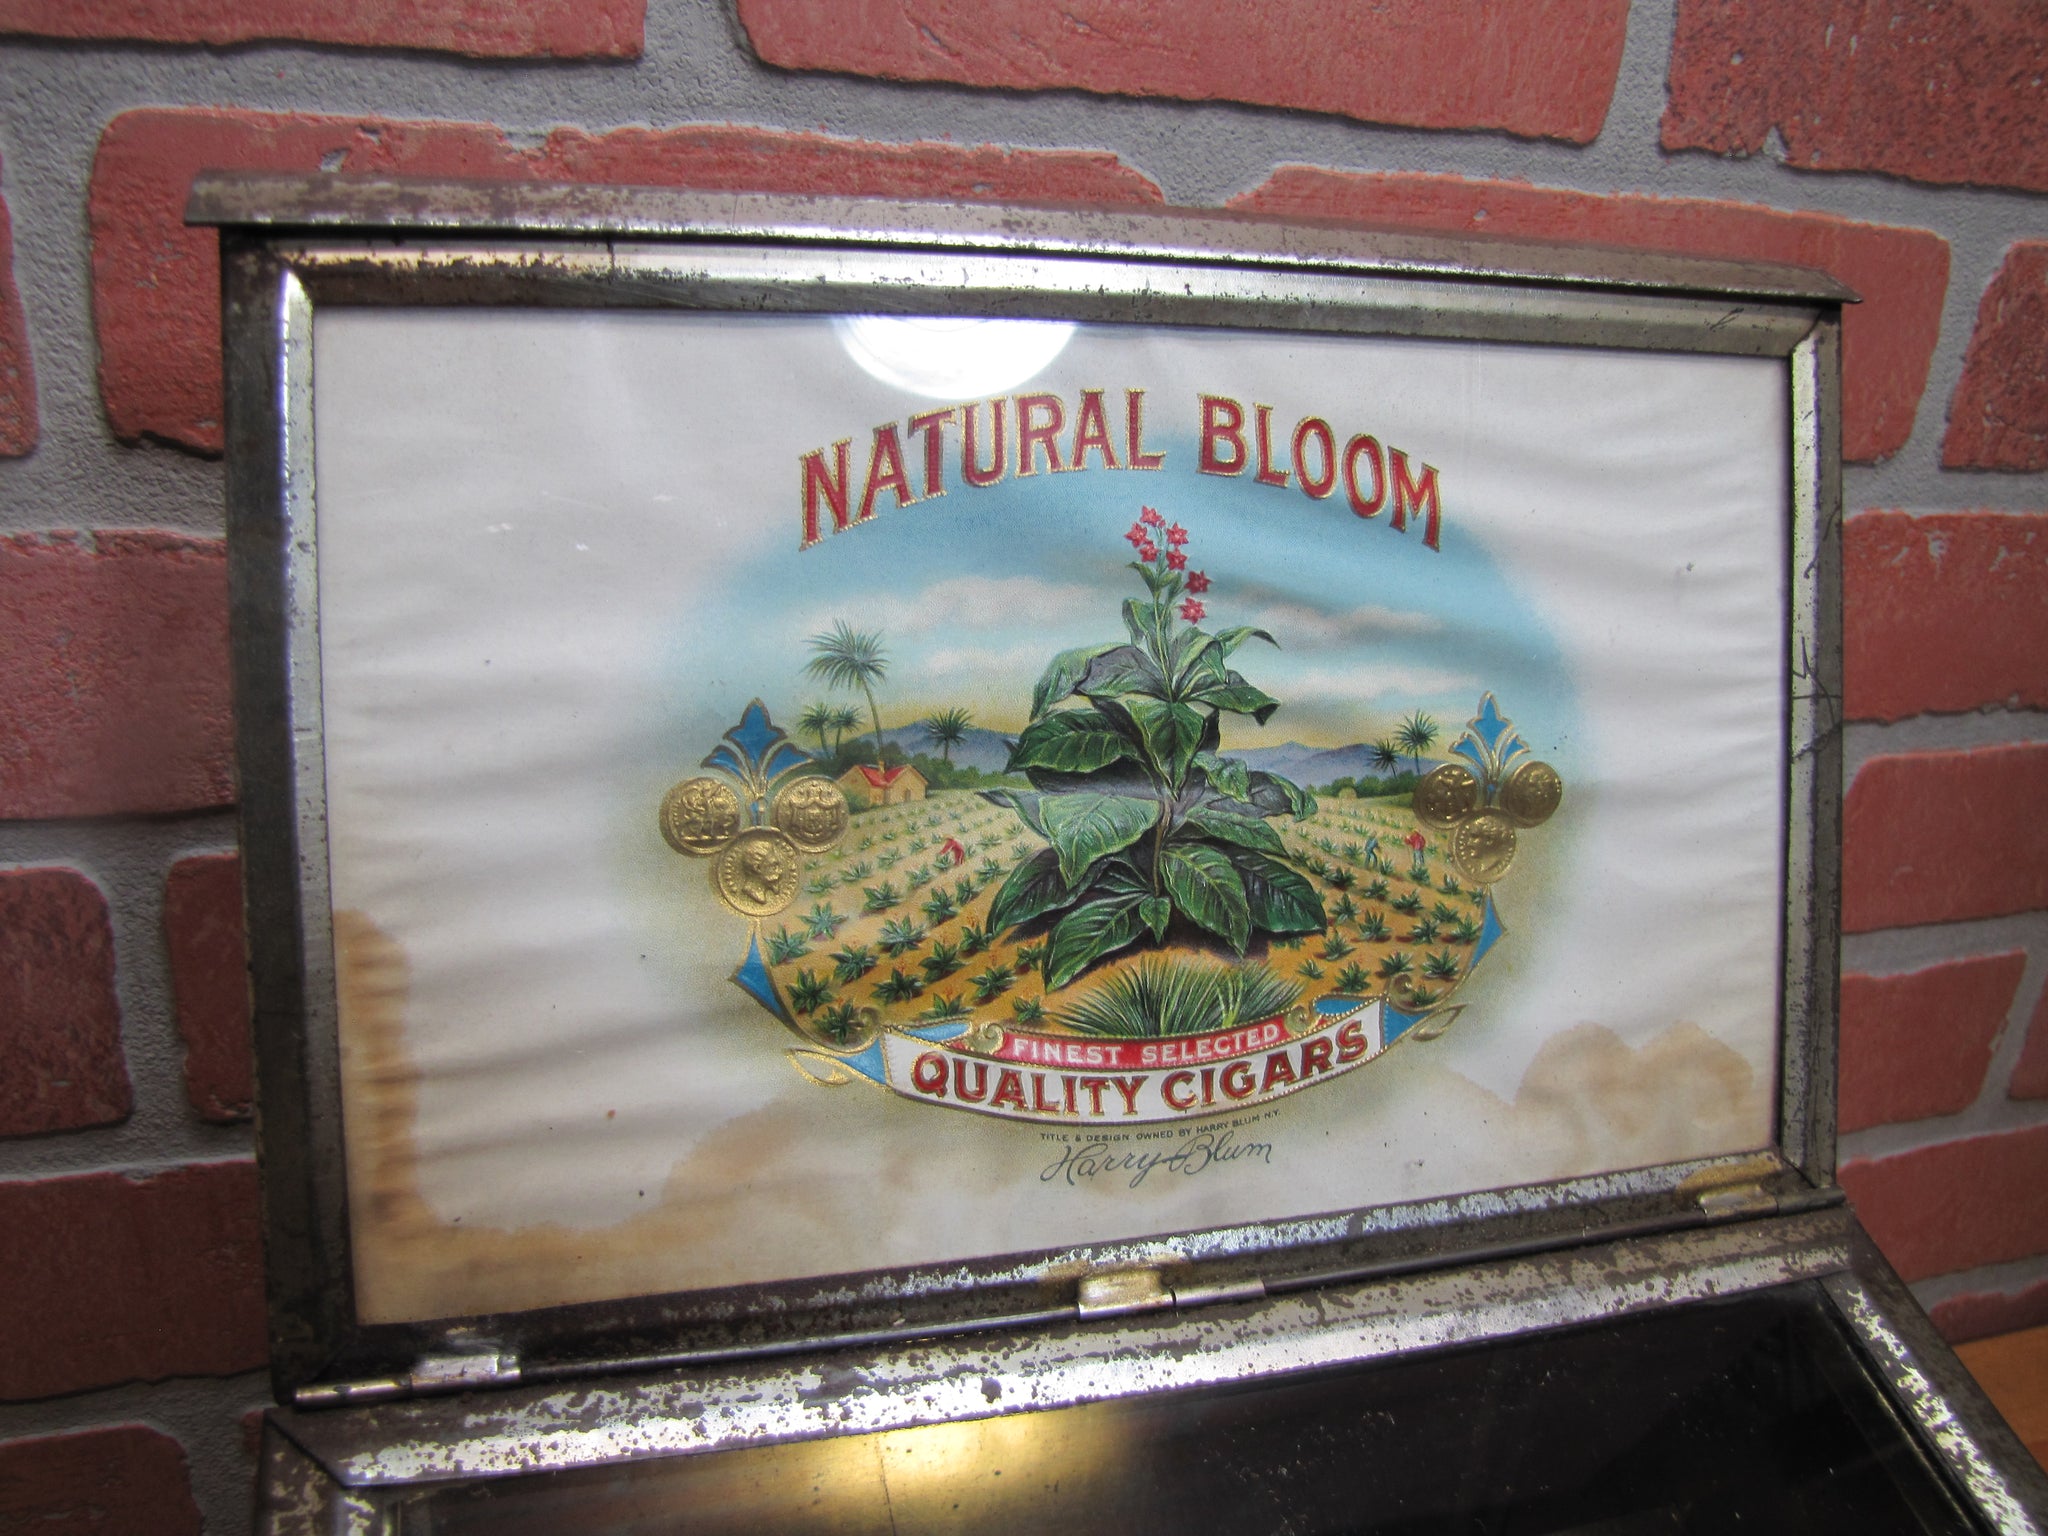 NATURAL BLOOM
FINEST SELECTED
QUALITY CIGARS
TITLE & DESIGN OWNED BY HARRY BLUM N.Y.
Harry Blum